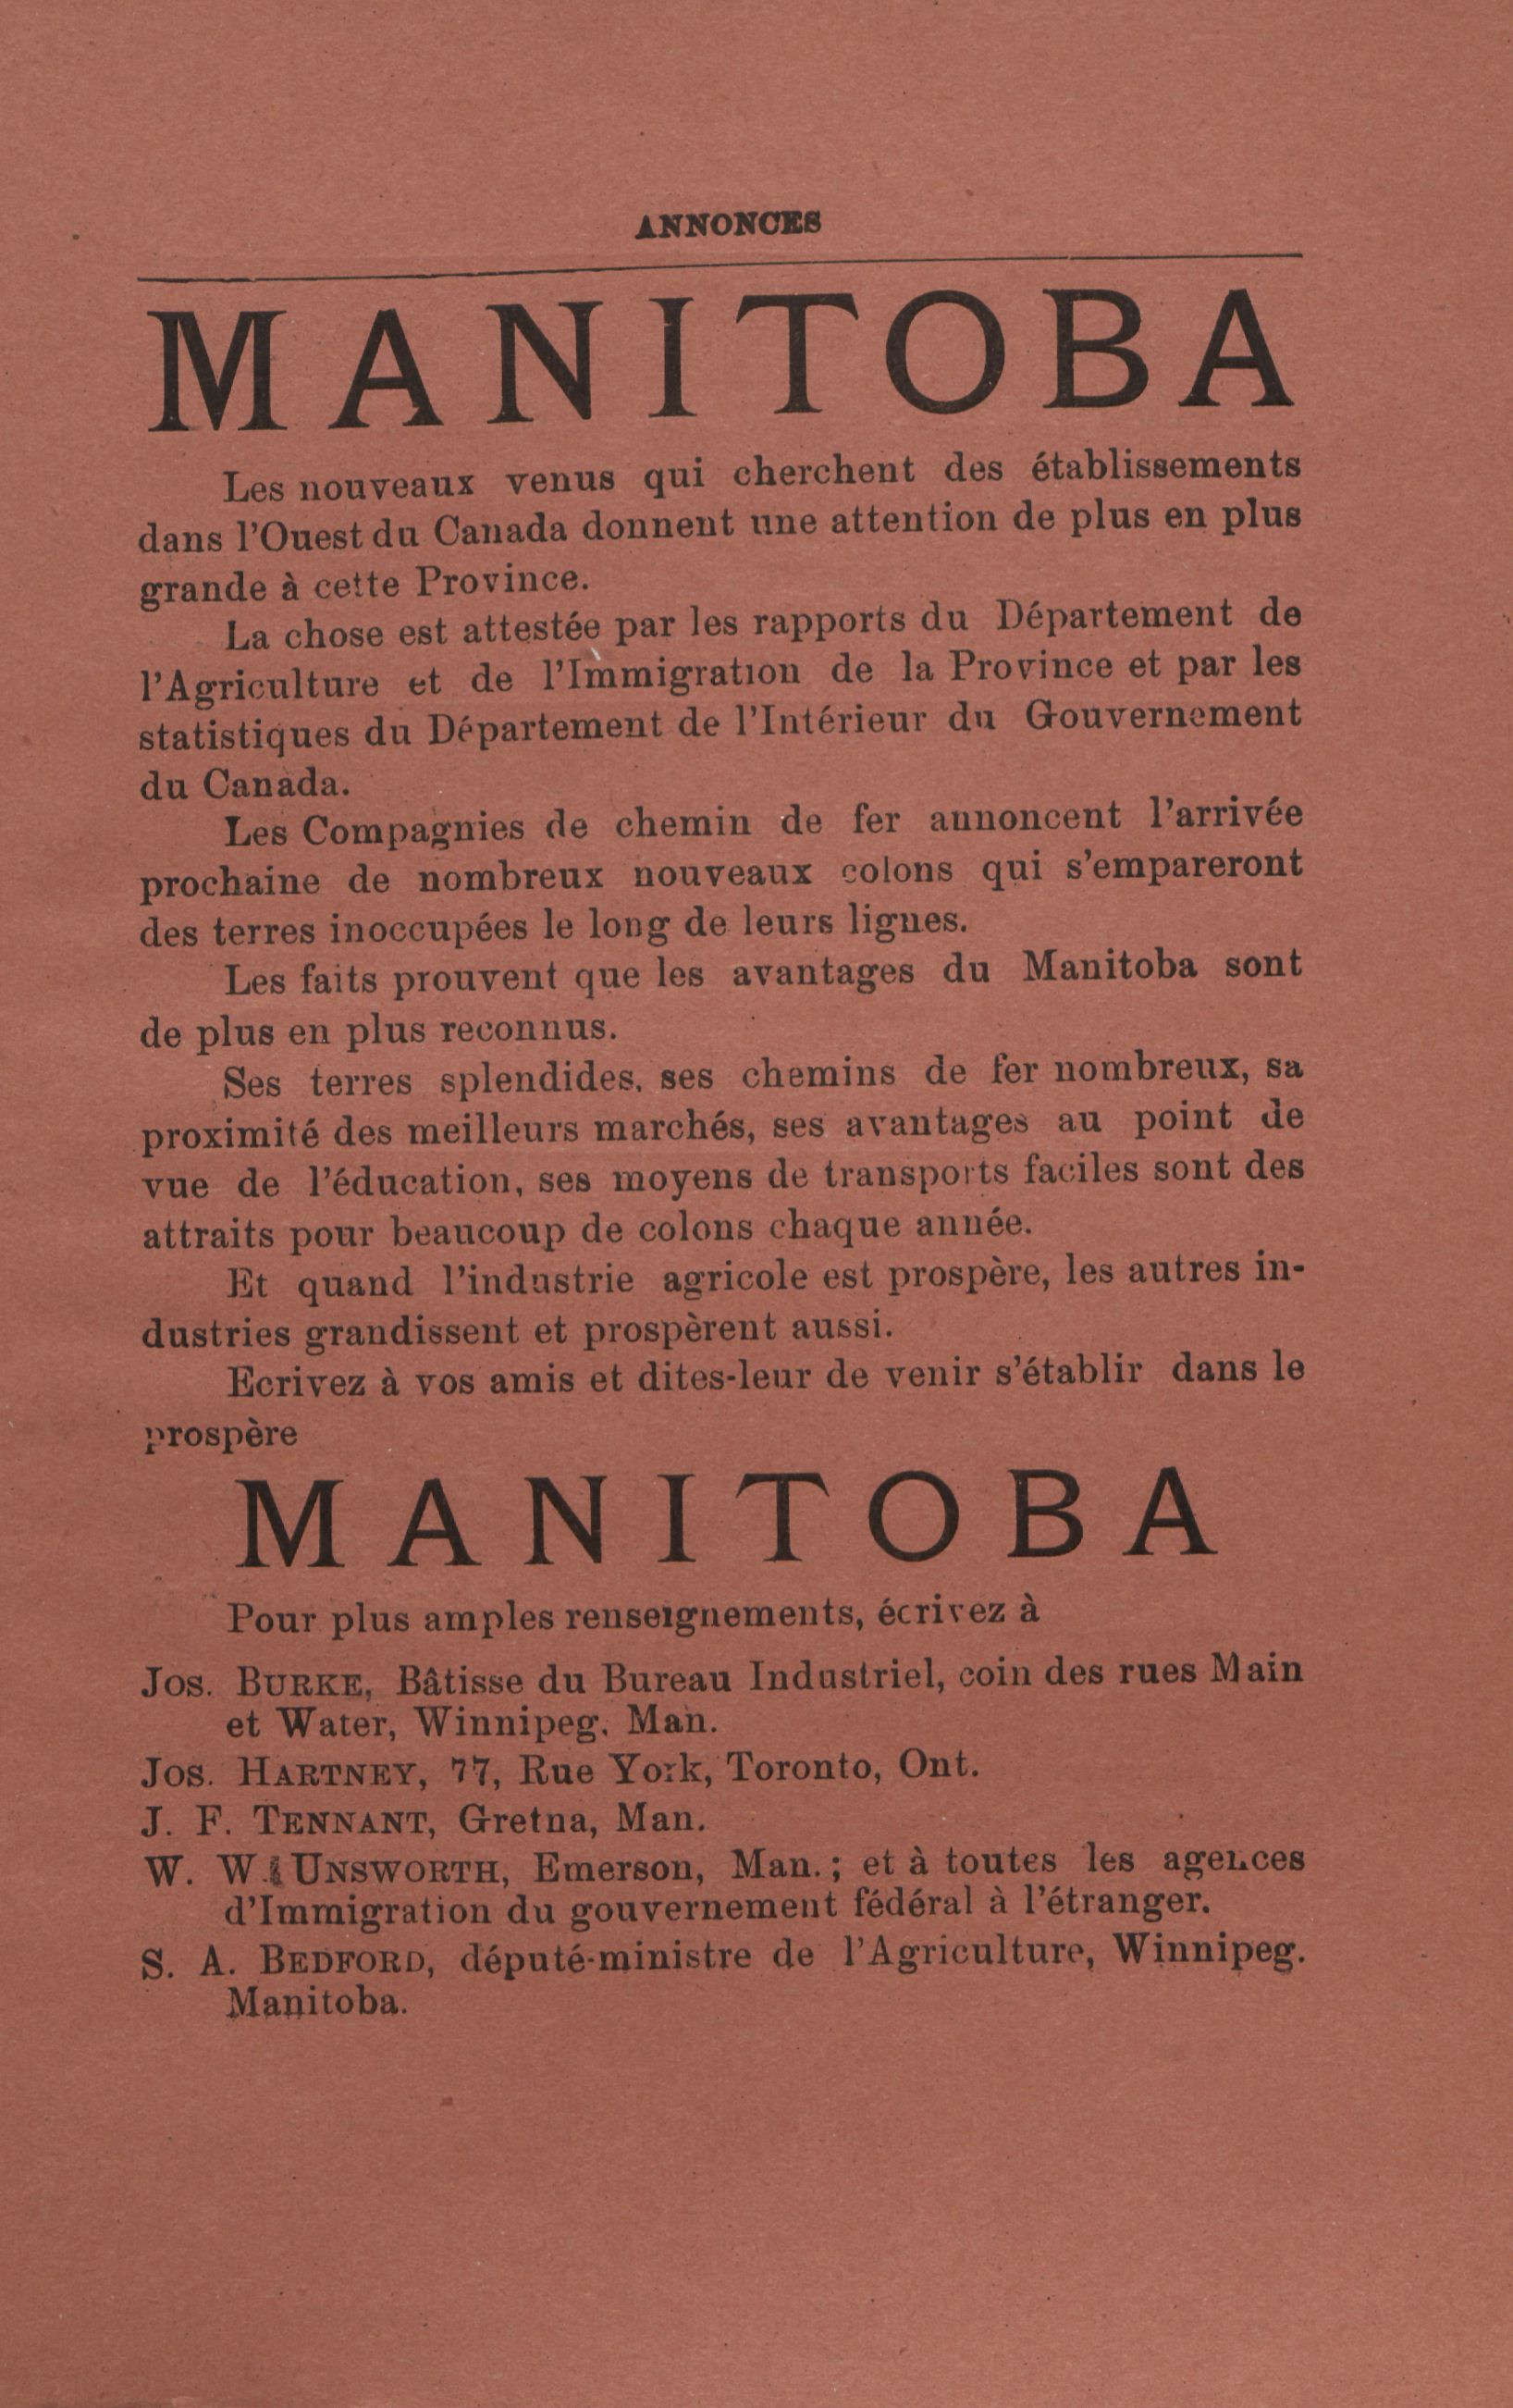 ANNONCES
MANITOBA
Les nouveaux venus qui cherchent des établissements
dans l'Ouest du Canada donnent une attention de plus en plus
grande à cette Province.
La chose est attestée par les rapports du Département de
l'Agriculture et de l'Immigration de la Province et par les
statistiques du Département de l'Intérieur du Gouvernement
du Canada.
Les Compagnies de chemin de fer annoncent l'arrivée
prochaine de nombreux nouveaux colons qui s'empareront
des terres inoccupées le long de leurs lignes.
Les faits prouvent que les avantages du Manitoba sont
de plus en plus reconnus.
Ses terres splendides, ses chemins de fer nombreux, sa
proximité des meilleurs marchés, ses avantages au point de
vue de l'éducation, ses moyens de transports faciles sont des
attraits pour beaucoup de colons chaque année.
Et quand l'industrie agricole est prospère, les autres in-
dustries grandissent et prospèrent aussi.
Ecrivez à vos amis et dites-leur de venir s'établir dans le
prospère
MANITOBA
Pour plus amples renseignements, écrivez à
Jos. BURKE, Bâtisse du Bureau Industriel, coin des rues Main
et Water, Winnipeg. Man.
Jos. HARTNEY, 77, Rue York, Toronto, Ont.
J. F. TENNANT, Gretna, Man.
W. W. UNSWORTH, Emerson, Man.; et à toutes les agences
d'Immigration du gouvernement fédéral à l'étranger.
S. A. BEDFORD, député-ministre de l'Agriculture, Winnipeg.
Manitoba.